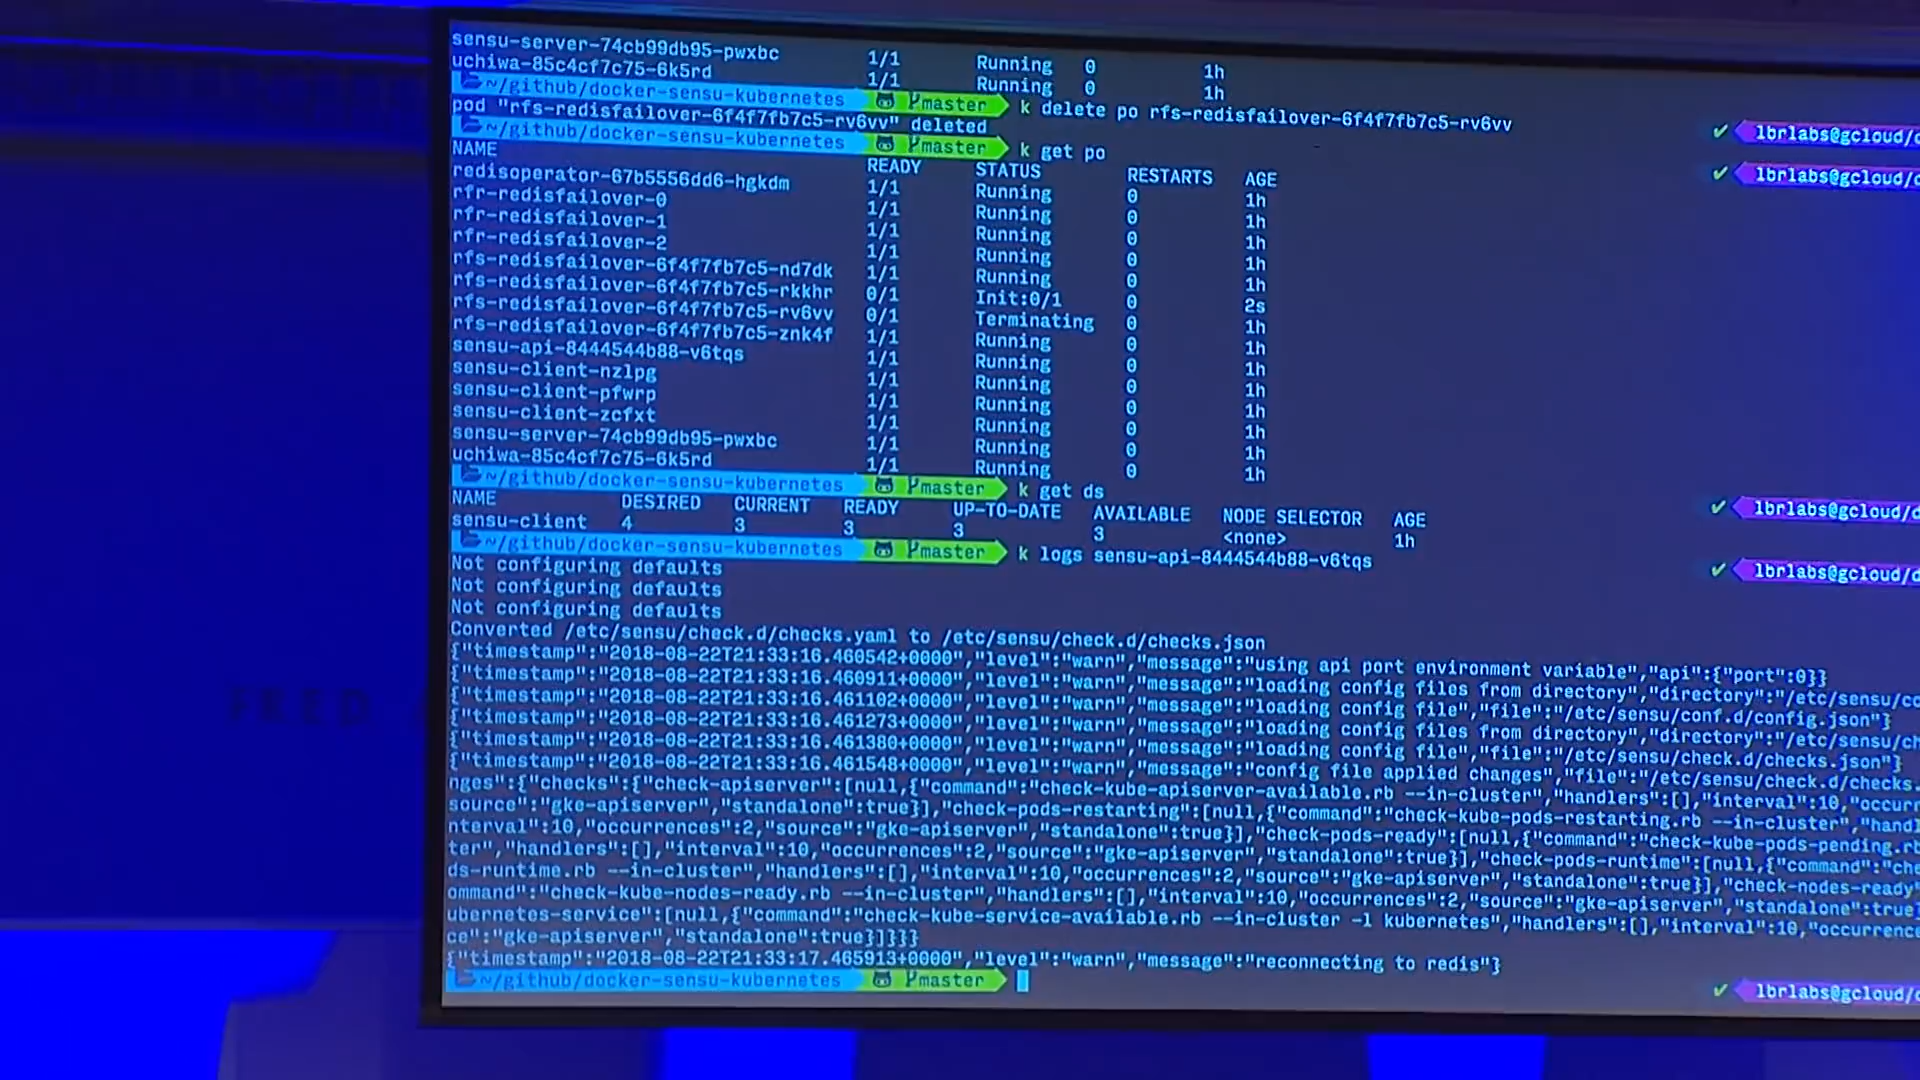 sensu-server-74cb99db95-pwxbc 1/1 Running 0 1h
uchiwa-85c4cf7c75-6k5rd 1/1 Running 0 1h
~/github/docker-sensu-kubernetes master k delete po rfs-redisfailover-6f4f7fb7c5-rv6vv ✔ lbrlabs@gcloud/
pod "rfs-redisfailover-6f4f7fb7c5-rv6vv" deleted
~/github/docker-sensu-kubernetes master k get po ✔ lbrlabs@gcloud/
NAME READY STATUS RESTARTS AGE
redisoperator-67b5556dd6-hgkdm 1/1 Running 0 1h
rfr-redisfailover-0 1/1 Running 0 1h
rfr-redisfailover-1 1/1 Running 0 1h
rfr-redisfailover-2 1/1 Running 0 1h
rfs-redisfailover-6f4f7fb7c5-nd7dk 1/1 Running 0 1h
rfs-redisfailover-6f4f7fb7c5-rkkhr 0/1 Init:0/1 0 2s
rfs-redisfailover-6f4f7fb7c5-rv6vv 0/1 Terminating 0 1h
rfs-redisfailover-6f4f7fb7c5-znk4f 1/1 Running 0 1h
sensu-api-8444544b88-v6tqs 1/1 Running 0 1h
sensu-client-nzlpg 1/1 Running 0 1h
sensu-client-pfwrp 1/1 Running 0 1h
sensu-client-zcfxt 1/1 Running 0 1h
sensu-server-74cb99db95-pwxbc 1/1 Running 0 1h
uchiwa-85c4cf7c75-6k5rd 1/1 Running 0 1h
~/github/docker-sensu-kubernetes master k get ds ✔ lbrlabs@gcloud/
NAME DESIRED CURRENT READY UP-TO-DATE AVAILABLE NODE SELECTOR AGE
sensu-client 4 3 3 3 3 <none> 1h
~/github/docker-sensu-kubernetes master k logs sensu-api-8444544b88-v6tqs ✔ lbrlabs@gcloud/
Not configuring defaults
Not configuring defaults
Not configuring defaults
Converted /etc/sensu/check.d/checks.yaml to /etc/sensu/check.d/checks.json
{"timestamp":"2018-08-22T21:33:16.460542+0000","level":"warn","message":"using api port environment variable","api":{"port":0}}
{"timestamp":"2018-08-22T21:33:16.460911+0000","level":"warn","message":"loading config files from directory","directory":"/etc/sensu/co
{"timestamp":"2018-08-22T21:33:16.461102+0000","level":"warn","message":"loading config file","file":"/etc/sensu/conf.d/config.json"}
{"timestamp":"2018-08-22T21:33:16.461273+0000","level":"warn","message":"loading config files from directory","directory":"/etc/sensu/ch
{"timestamp":"2018-08-22T21:33:16.461380+0000","level":"warn","message":"loading config file","file":"/etc/sensu/check.d/checks.json"}
{"timestamp":"2018-08-22T21:33:16.461548+0000","level":"warn","message":"config file applied changes","file":"/etc/sensu/check.d/checks.
nges":{"checks":{"check-apiserver":[null,{"command":"check-kube-apiserver-available.rb --in-cluster","handlers":[],"interval":10,"occur
source":"gke-apiserver","standalone":true}],"check-pods-restarting":[null,{"command":"check-kube-pods-restarting.rb --in-cluster","handl
nterval":10,"occurrences":2,"source":"gke-apiserver","standalone":true}],"check-pods-ready":[null,{"command":"check-kube-pods-pending.rb
ter","handlers":[],"interval":10,"occurrences":2,"source":"gke-apiserver","standalone":true}],"check-pods-runtime":[null,{"command":"che
ds-runtime.rb --in-cluster","handlers":[],"interval":10,"occurrences":2,"source":"gke-apiserver","standalone":true}],"check-nodes-ready"
ommand":"check-kube-nodes-ready.rb --in-cluster","handlers":[],"interval":10,"occurrences":2,"source":"gke-apiserver","standalone":true
ubernetes-service":[null,{"command":"check-kube-service-available.rb --in-cluster -l kubernetes","handlers":[],"interval":10,"occurrence
ce":"gke-apiserver","standalone":true}]}}}
{"timestamp":"2018-08-22T21:33:17.465913+0000","level":"warn","message":"reconnecting to redis"}
~/github/docker-sensu-kubernetes master ✔ lbrlabs@gcloud/
FRED